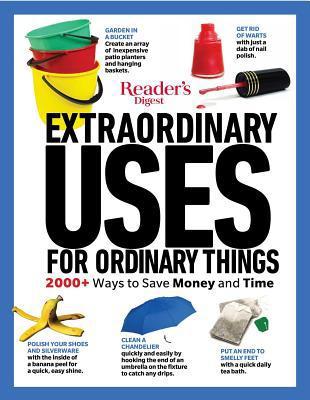 GARDEN IN
A BUCKET
Create an array
of inexpensive
patio planters
and hanging
baskets.
GET RID
OF WARTS
with just a
dab of nail
polish.
Reader's
Digest
EXTRAORDINARY
USES
FOR ORDINARY THINGS
2000+ Ways to Save Money and Time
POLISH YOUR SHOES
AND SILVERWARE
with the inside of
a banana peel for
a quick, easy shine.
CLEAN A
CHANDELIER
quickly and easily by
hooking the end of an
umbrella on the fixture
to catch any drips.
PUT AN END TO
SMELLY FEET
with a quick daily
tea bath.